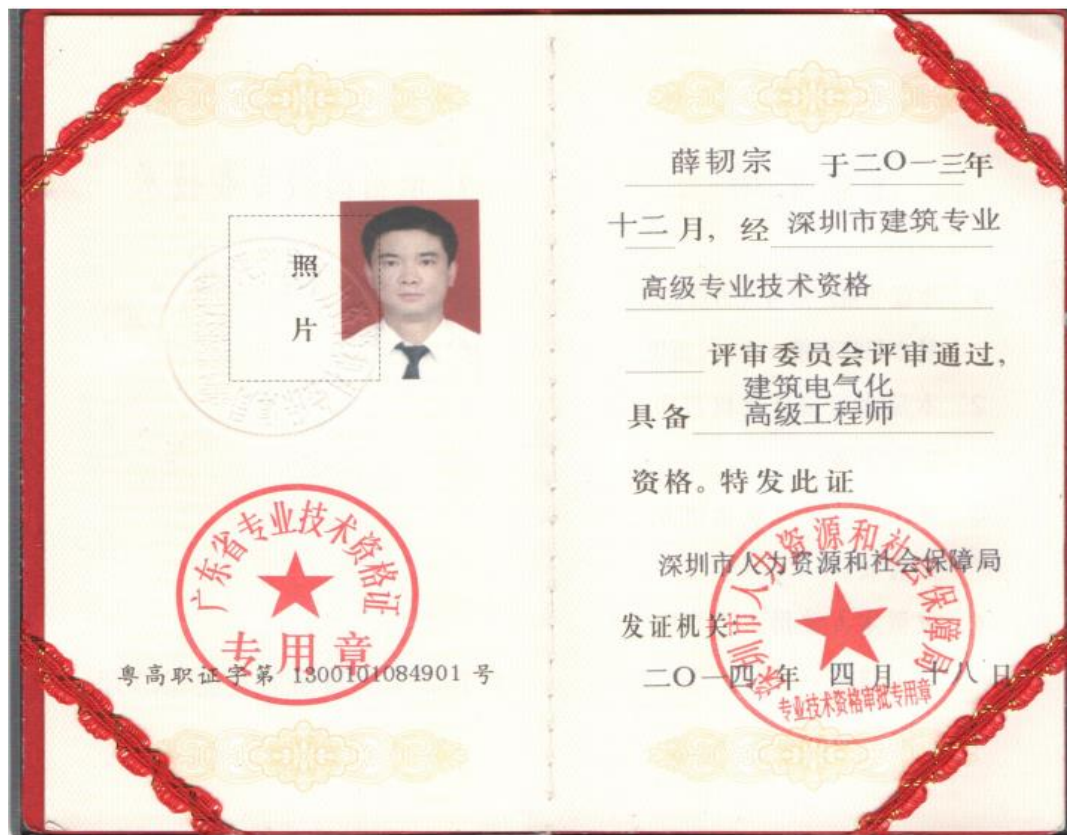 照
片
广东省专业技术资格证
专用章
粤高职证字第 1300101084901 号
薛韧宗 于二〇一三年
十二月，经 深圳市建筑专业
高级专业技术资格
评审委员会评审通过，
建筑电气化
具备 高级工程师
资格。特发此证
深圳市人力资源和社会保障局
发证机关：
二〇一四年 四月 十八日
深圳市人力资源和社会保障局
专业技术资格审批专用章